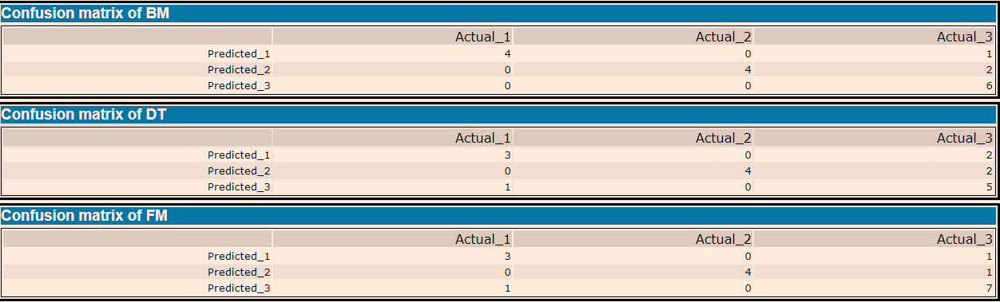 Confusion matrix of BM
Actual_1 Actual_2 Actual_3
Predicted_1 4 0 1
Predicted_2 0 4 2
Predicted_3 0 0 6
Confusion matrix of DT
Actual_1 Actual_2 Actual_3
Predicted_1 3 0 2
Predicted_2 0 4 2
Predicted_3 1 0 5
Confusion matrix of FM
Actual_1 Actual_2 Actual_3
Predicted_1 3 0 1
Predicted_2 0 4 1
Predicted_3 1 0 7